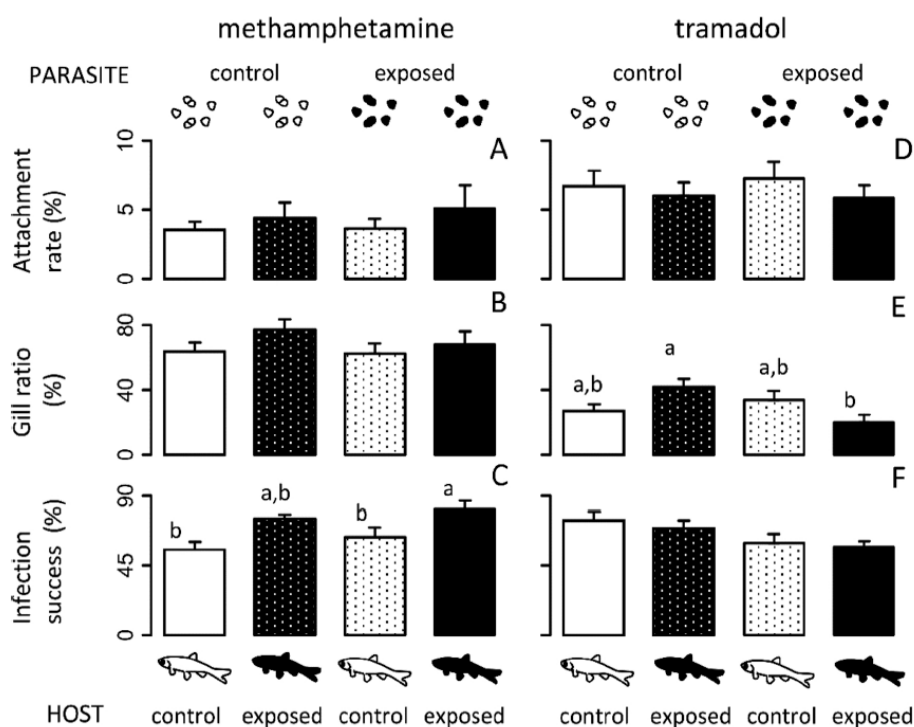 methamphetamine tramadol
PARASITE control exposed control exposed
A D
Attachment rate (%)
10
5
0
B E
Gill ratio (%)
80
40
0
a,b a a,b b
C F
Infection success (%)
90
45
0
b a,b b a
HOST control exposed control exposed control exposed control exposed